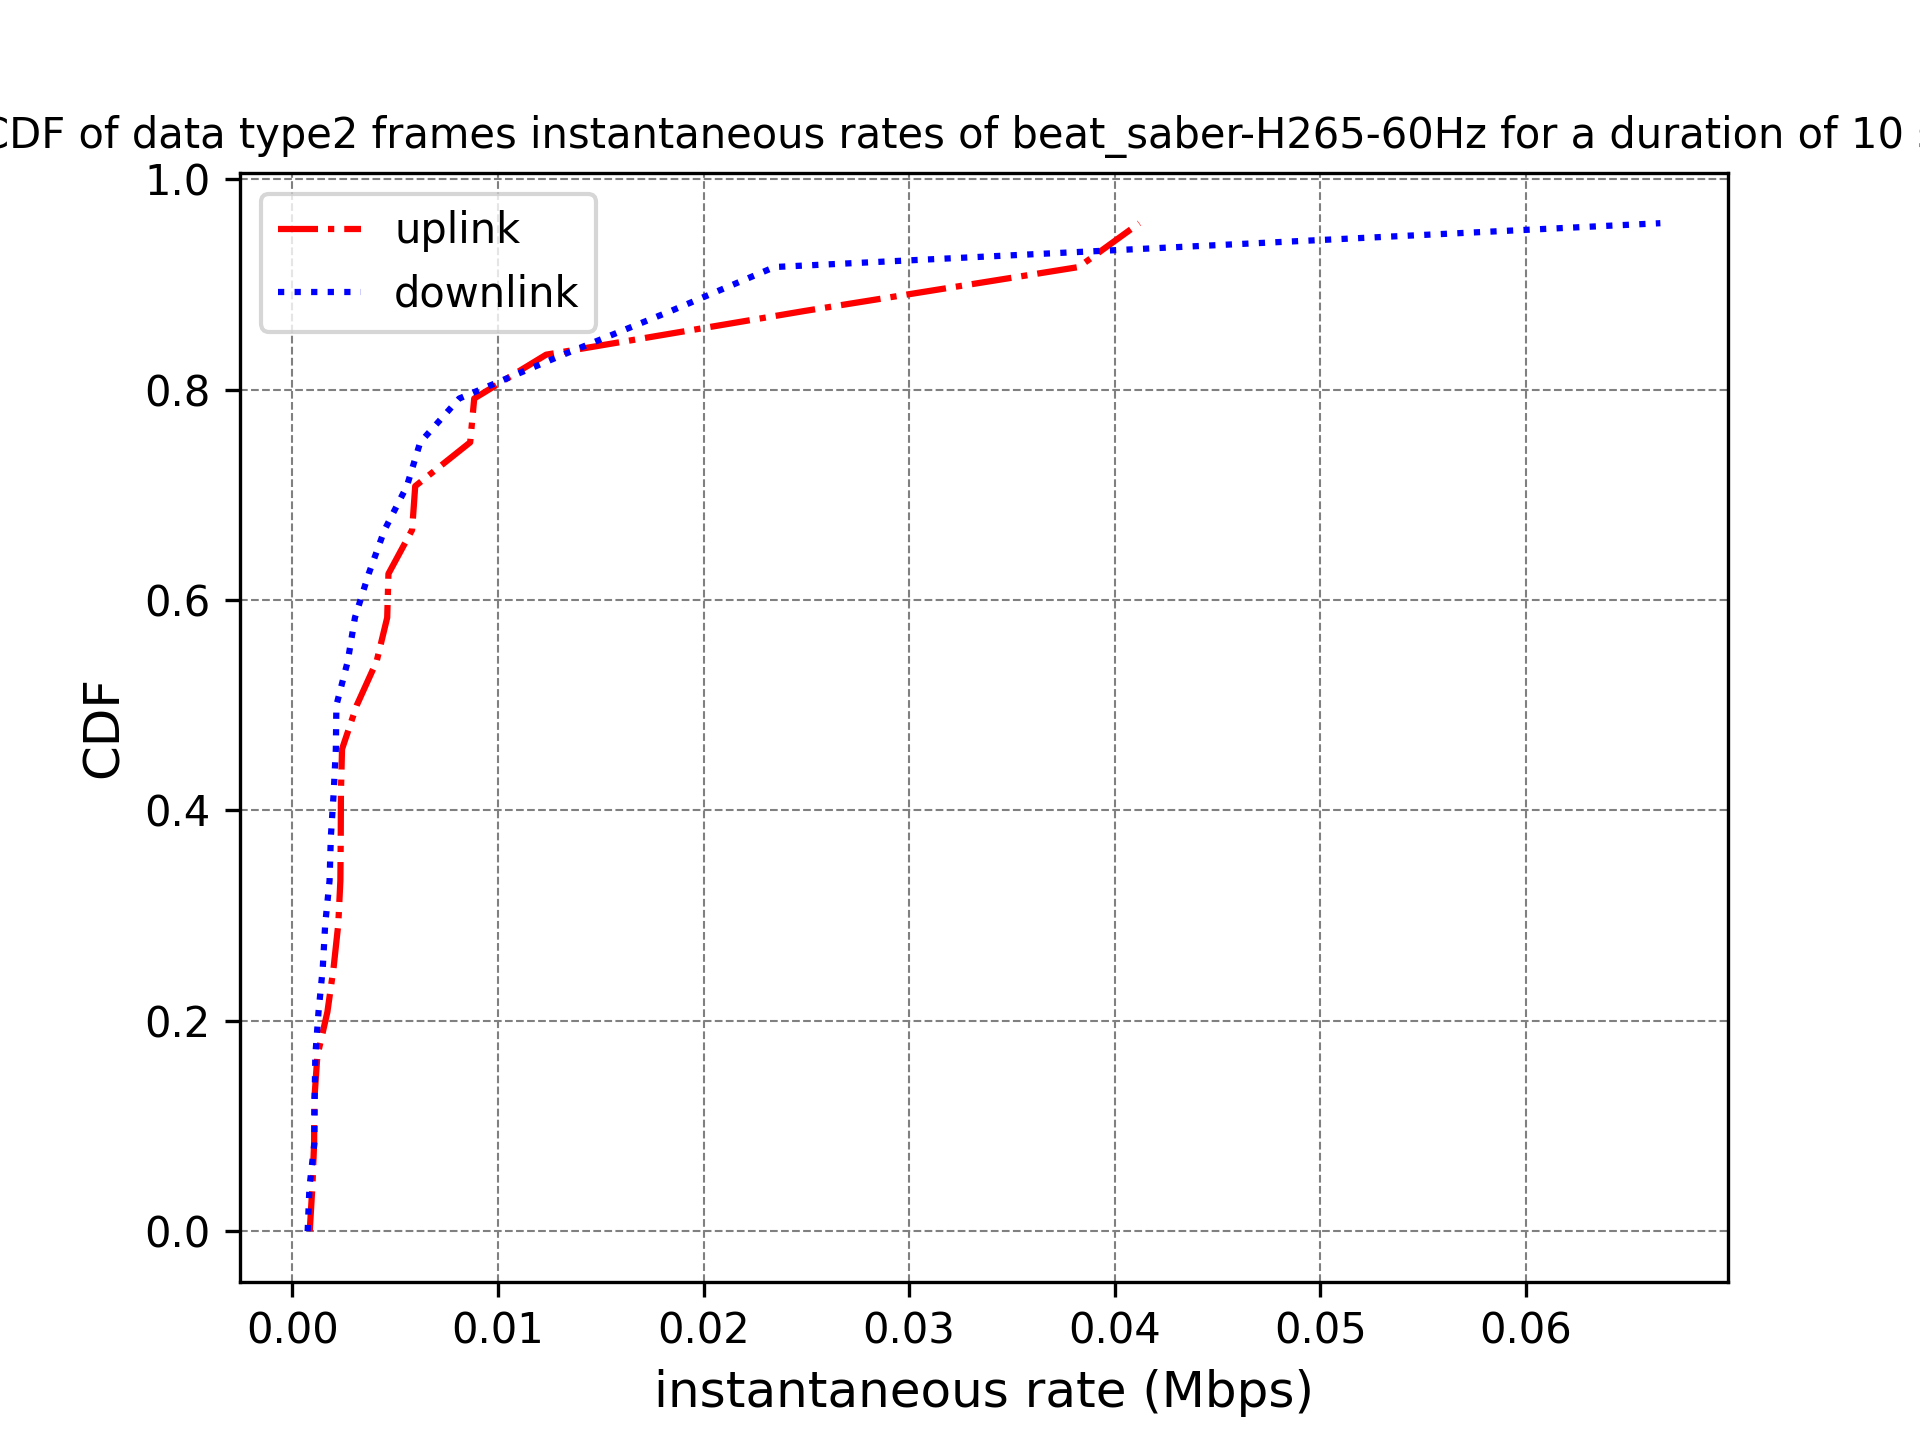 CDF of data type2 frames instantaneous rates of beat_saber-H265-60Hz for a duration of 10
1.0
uplink
downlink
0.8
0.6
0.4
0.2
0.0
CDF
0.00 0.01 0.02 0.03 0.04 0.05 0.06
instantaneous rate (Mbps)